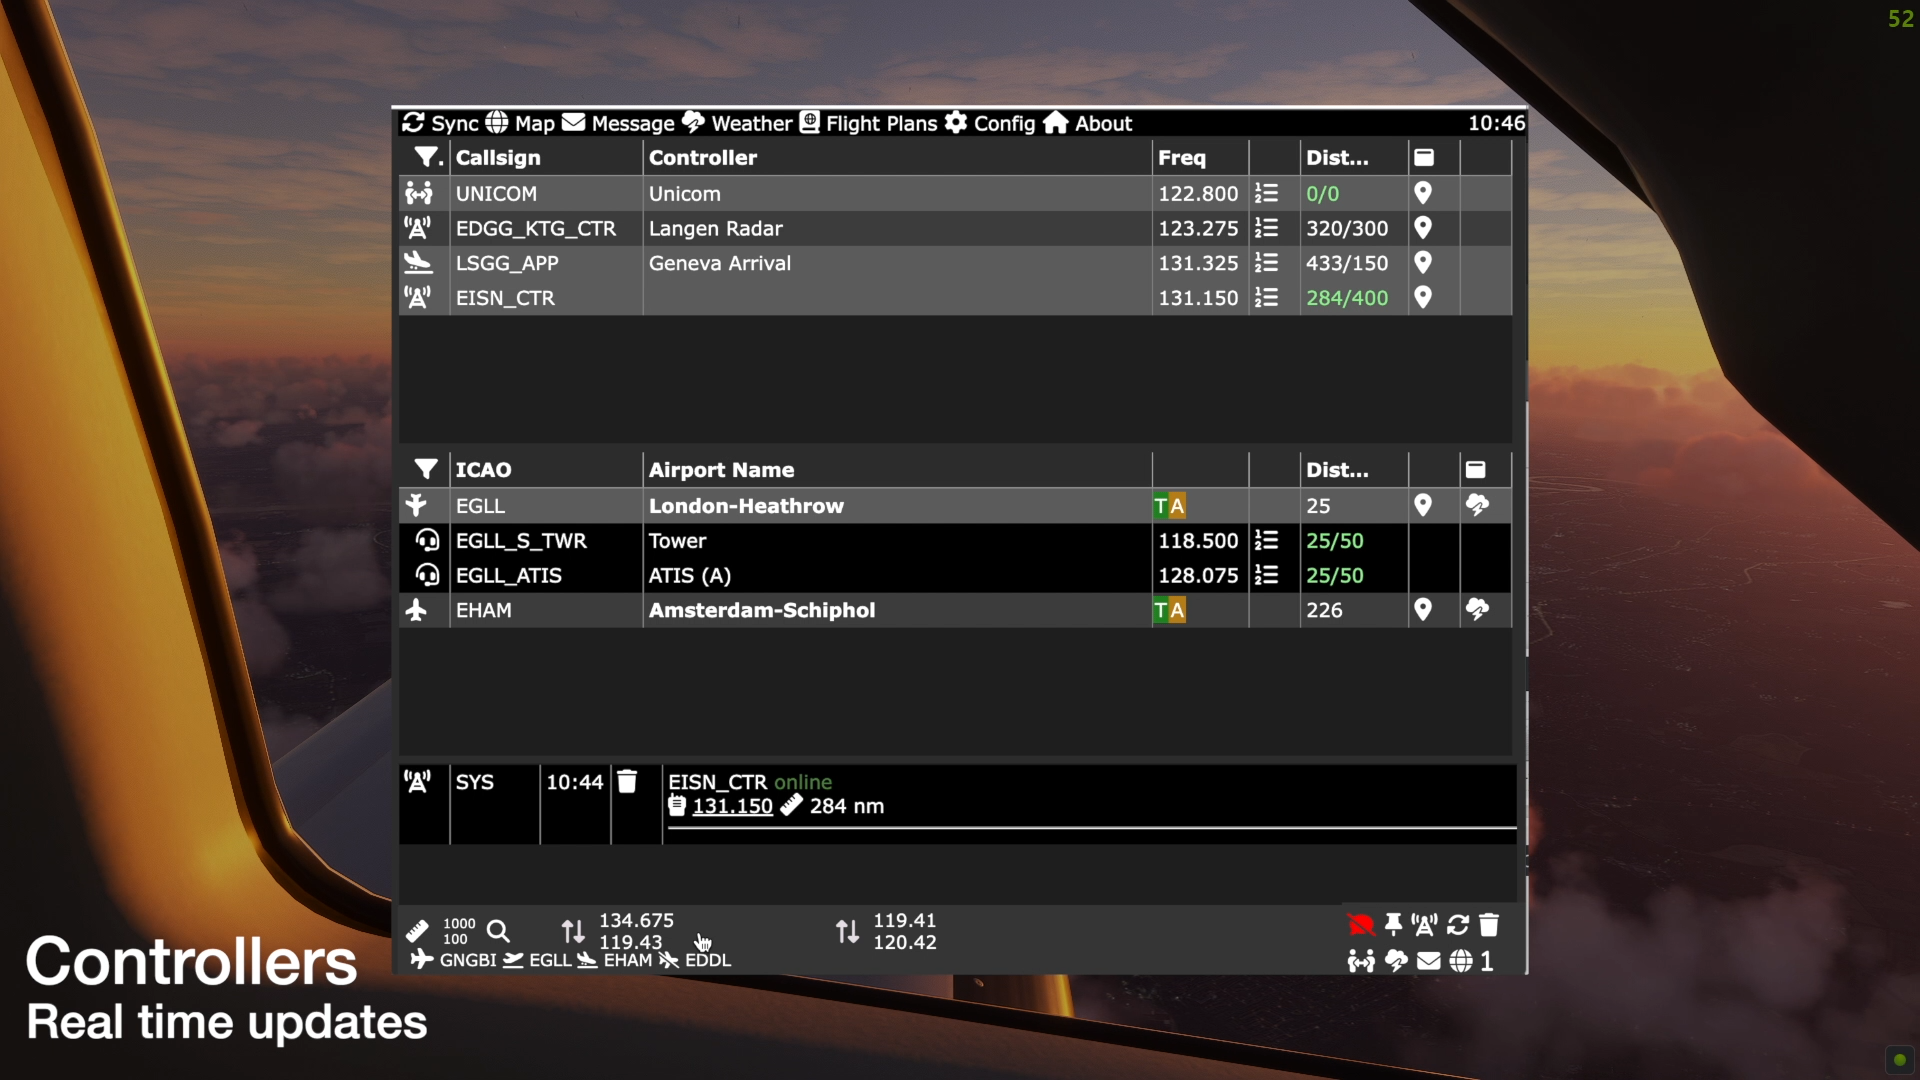 52
Sync Map Message Weather Flight Plans Config About 10:46
Callsign Controller Freq Dist...
UNICOM Unicom 122.800 0/0
EDGG_KTG_CTR Langen Radar 123.275 320/300
LSGG_APP Geneva Arrival 131.325 433/150
EISN_CTR 131.150 284/400
ICAO Airport Name Dist...
EGLL London-Heathrow TA 25
EGLL_S_TWR Tower 118.500 25/50
EGLL_ATIS ATIS (A) 128.075 25/50
EHAM Amsterdam-Schiphol TA 226
SYS 10:44 EISN_CTR online
131.150 284 nm
1000 134.675 119.41
100 119.43 120.42
GNGBI EGLL EHAM EDDL 1
Controllers
Real time updates